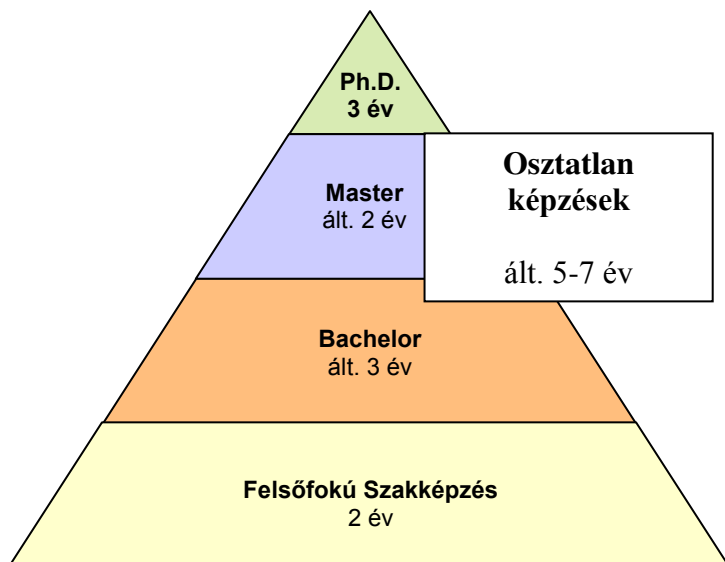 Ph.D.
3 év
Osztatlan
képzések
ált. 5-7 év
Master
ált. 2 év
Bachelor
ált. 3 év
Felsőfokú Szakképzés
2 év